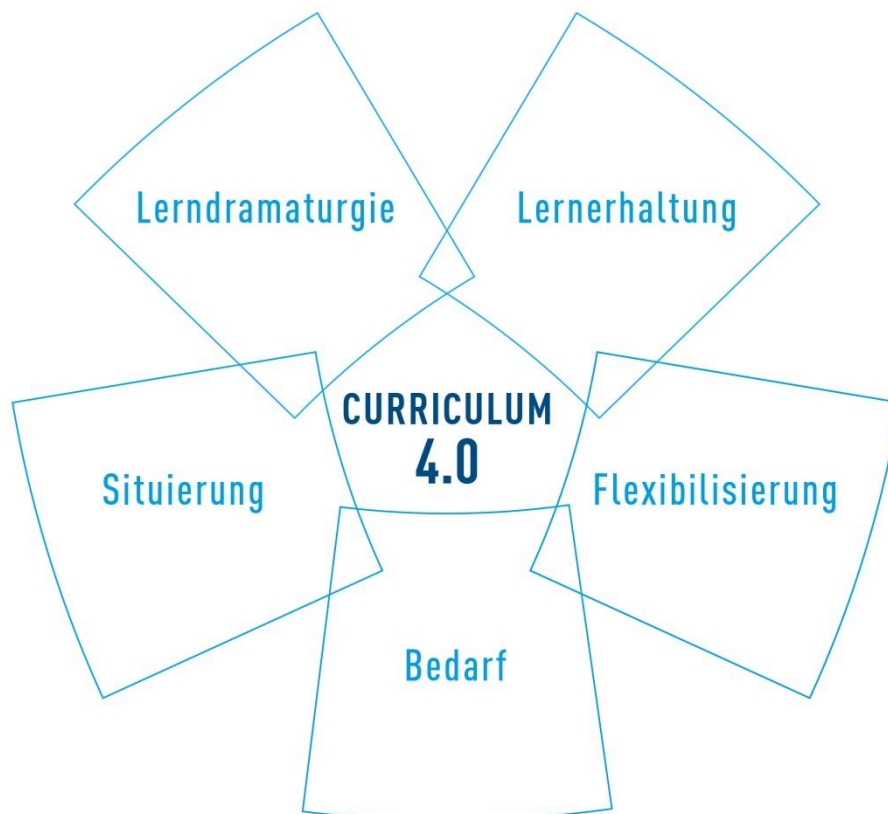 Lerndramaturgie
Lernerhaltung
CURRICULUM
4.0
Situierung
Flexibilisierung
Bedarf